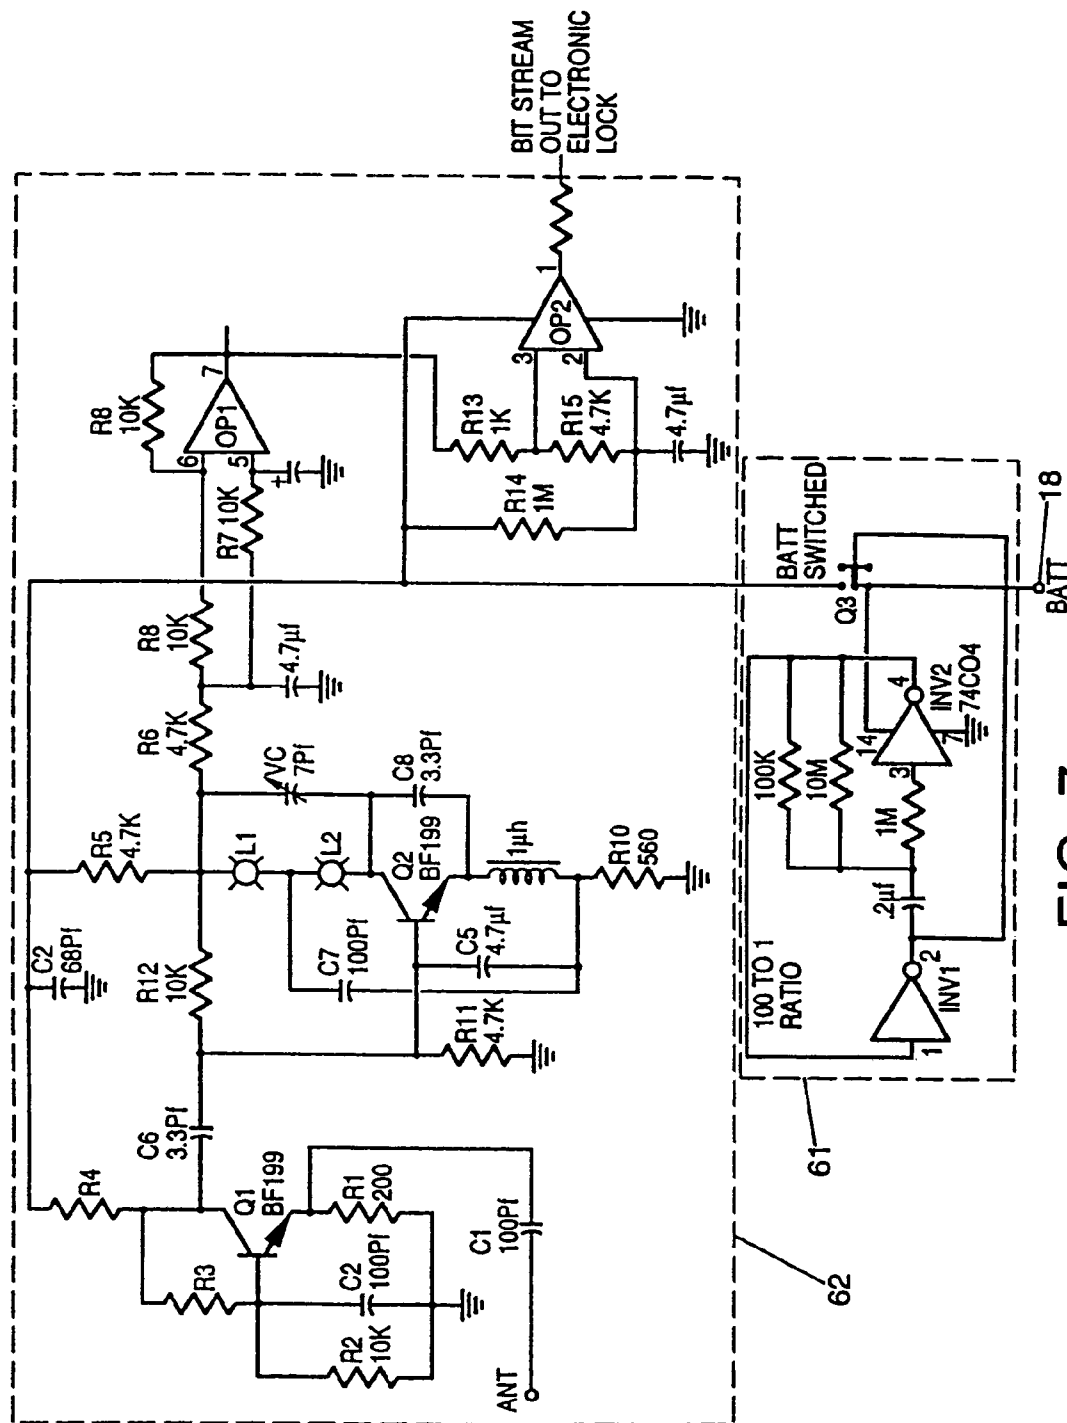 C2
68Pf
R4
R3
Q1
BF199
R1
200
C2
100Pf
R2
10K
C1
100Pf
ANT
C6
3.3Pf
R12
10K
R11
4.7K
R5
4.7K
L1
L2
C7
100Pf
C5
4.7µf
Q2
BF199
VC
7Pf
C8
3.3Pf
1µh
R10
560
R6
4.7K
4.7µf
R8
10K
R7 10K
R8
10K
6
5
+
OP1
7
R13
1K
R15
4.7K
R14
1M
4.7µf
3
2
OP2
1
BIT STREAM
OUT TO
ELECTRONIC
LOCK
100 TO 1
RATIO
1
2
INV1
.2µf
100K
10M
1M
3
14
7
4
INV2
74CO4
Q3
BATT
SWITCHED
BATT
18
61
62
FIG. 7